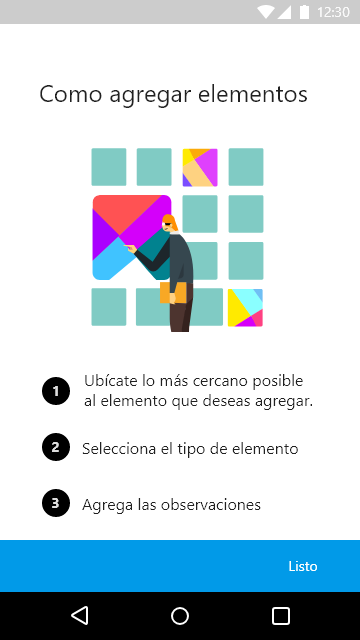 12:30
Como agregar elementos
1
Ubícate lo más cercano posible
al elemento que deseas agregar.
2
Selecciona el tipo de elemento
3
Agrega las observaciones
Listo